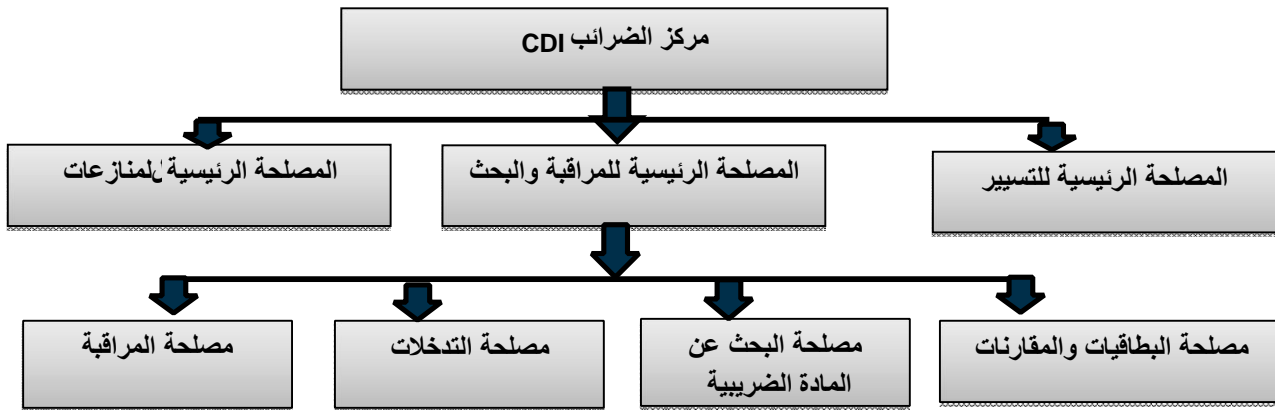 مركز الضرائب CDI
المصلحة الرئيسية للتسيير
المصلحة الرئيسية للمراقبة والبحث
المصلحة الرئيسية للمنازعات
مصلحة البطاقيات والمقارنات
مصلحة البحث عن
المادة الضريبية
مصلحة التدخلات
مصلحة المراقبة